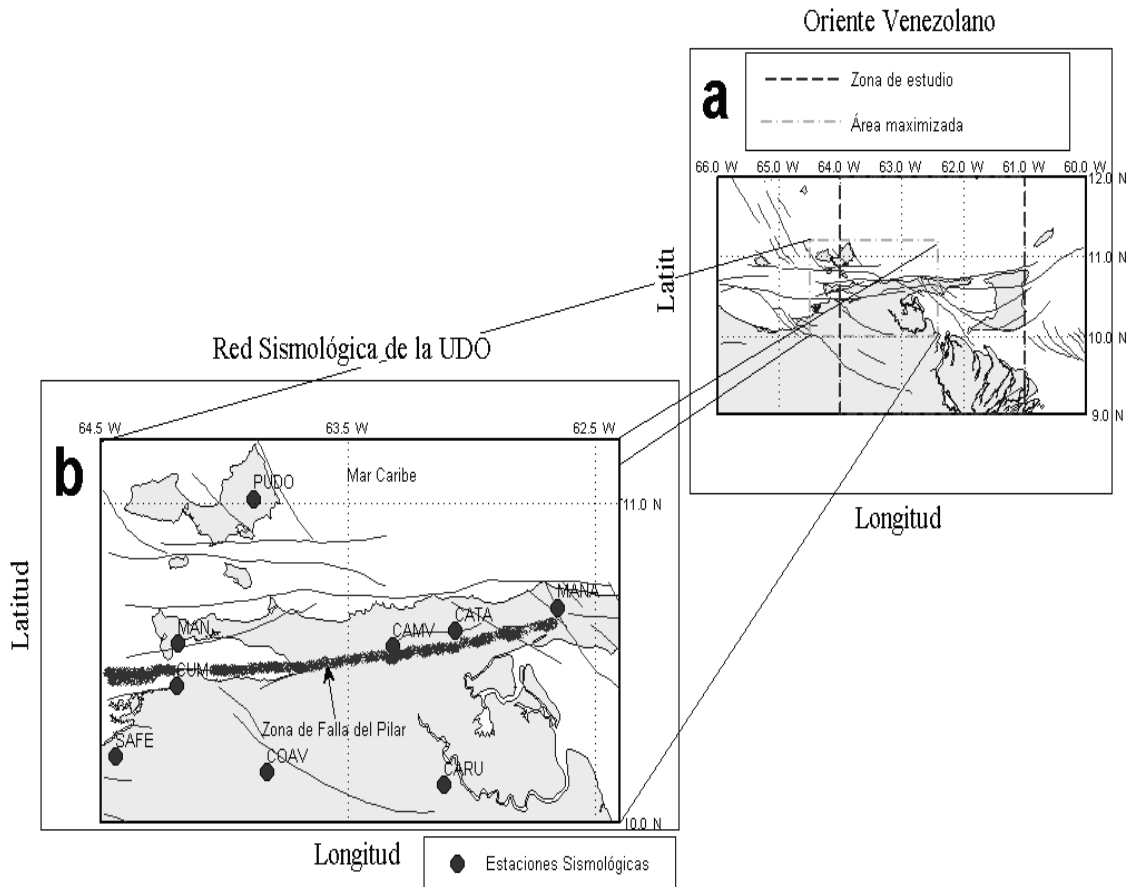 Oriente Venezolano
a
Zona de estudio
Área maximizada
66.0 W 65.0 W 64.0 W 63.0 W 62.0 W 61.0 W 60.0 W
12.0 N
11.0 N
10.0 N
9.0 N
Latitu
Longitud
Red Sismológica de la UDO
64.5 W 63.5 W 62.5 W
b
PUDO
Mar Caribe
11.0 N
MANA
MAN
CATA
CAMV
CUM
Zona de Falla del Pilar
SAFE
COAV
CARU
10.0 N
Latitud
Longitud
Estaciones Sismológicas